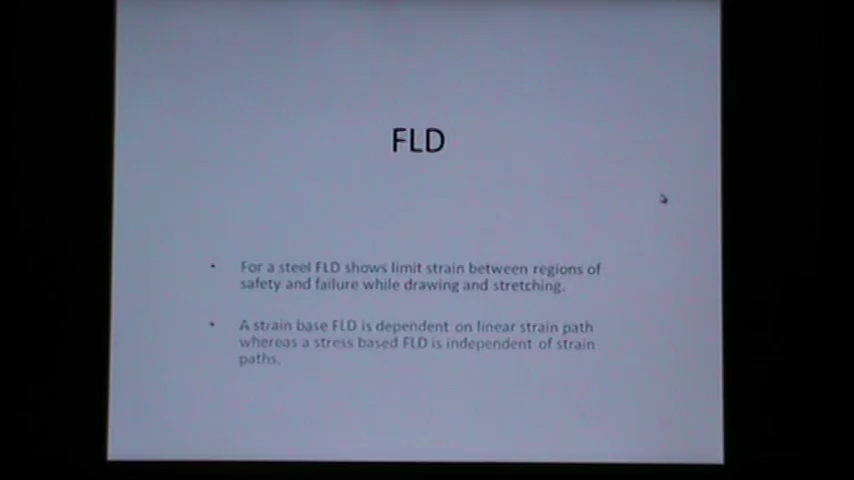 FLD
• For a steel FLD shows limit strain between regions of
safety and failure while drawing and stretching.
• A strain base FLD is dependent on linear strain path
whereas a stress based FLD is independent of strain
paths.